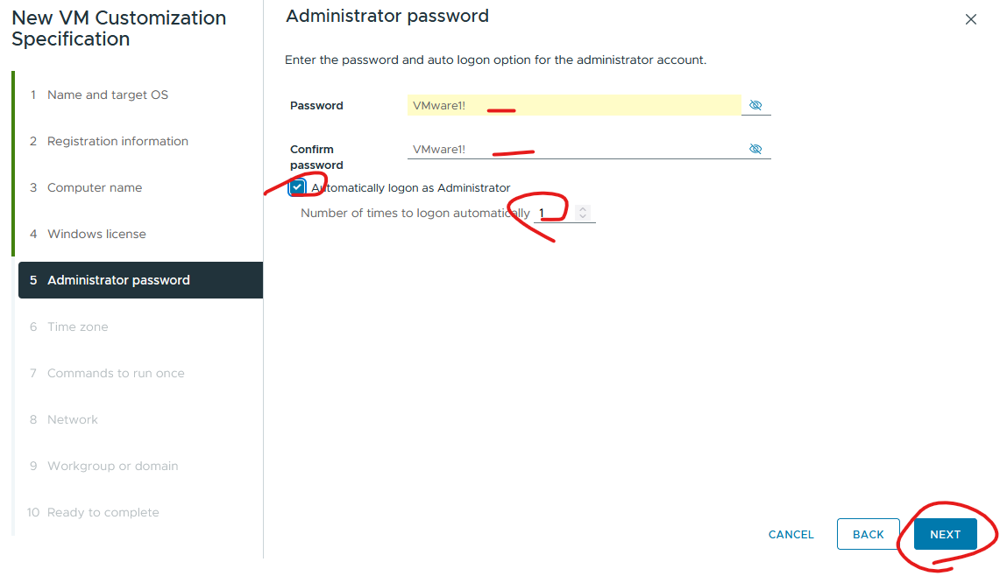 New VM Customization
Specification
1 Name and target OS
2 Registration information
3 Computer name
4 Windows license
5 Administrator password
6 Time zone
7 Commands to run once
8 Network
9 Workgroup or domain
10 Ready to complete
Administrator password
Enter the password and auto logon option for the administrator account.
Password VMware1!
Confirm password VMware1!
Automatically logon as Administrator
Number of times to logon automatically 1
CANCEL BACK NEXT